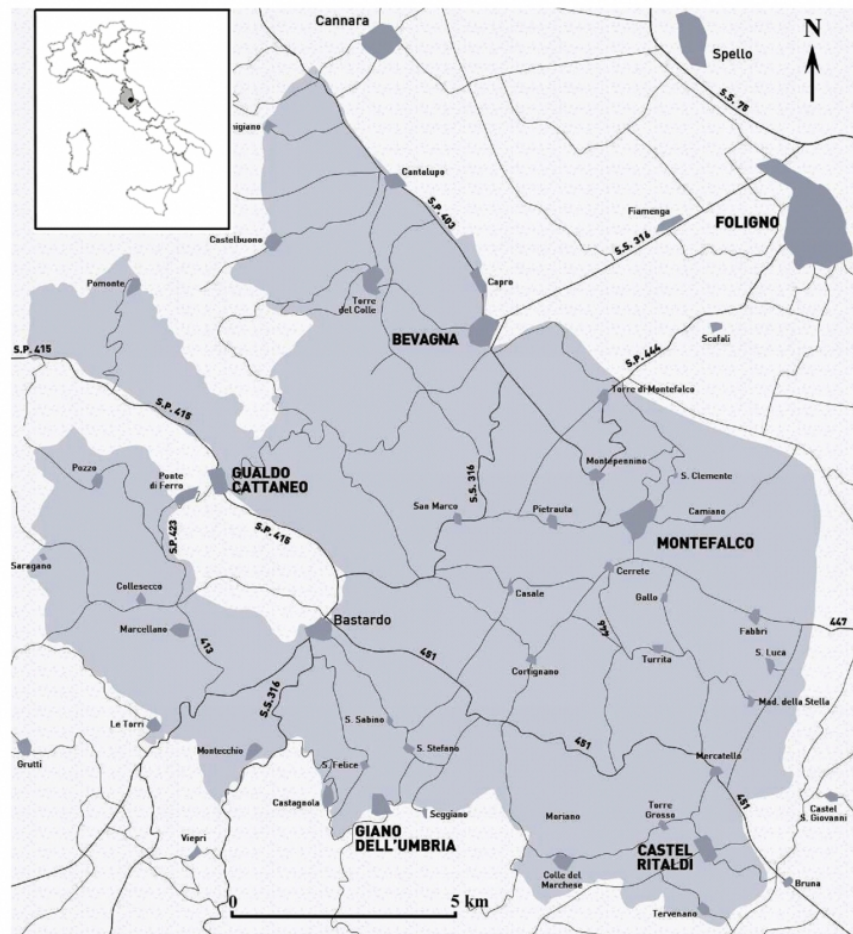 Cannara
N
Spello
S.S. 75
Cantalupo
S.P. 403
Fiamenga
FOLIGNO
S.S. 316
Castelbuono
Pomonte
Torre
del Colle
Capro
BEVAGNA
Scafali
S.P. 415
S.P. 444
Torre di Montefalco
S.P. 415
Pozzo
Ponte
di Ferro
GUALDO
CATTANEO
Montepennino
S. Clemente
S.S. 316
San Marco
Pietrauta
Camiano
S.P. 415
S.P. 423
MONTEFALCO
Saragano
Collesecco
Casale
Cerrete
Gallo
Marcellano
Bastardo
Fabbri
447
413
451
Cortignano
Turrita
S. Luca
S.S. 316
Mad. della Stella
Le Torri
S. Sabino
S. Stefano
451
Grutti
Montecchio
S. Felice
Mercatello
451
Castagnola
Seggiano
Moriano
Torre
Grosso
Castel
S. Giovanni
GIANO
DELL'UMBRIA
CASTEL
RITALDI
Viepri
Colle del
Marchese
Bruna
0
5 km
Tervenano